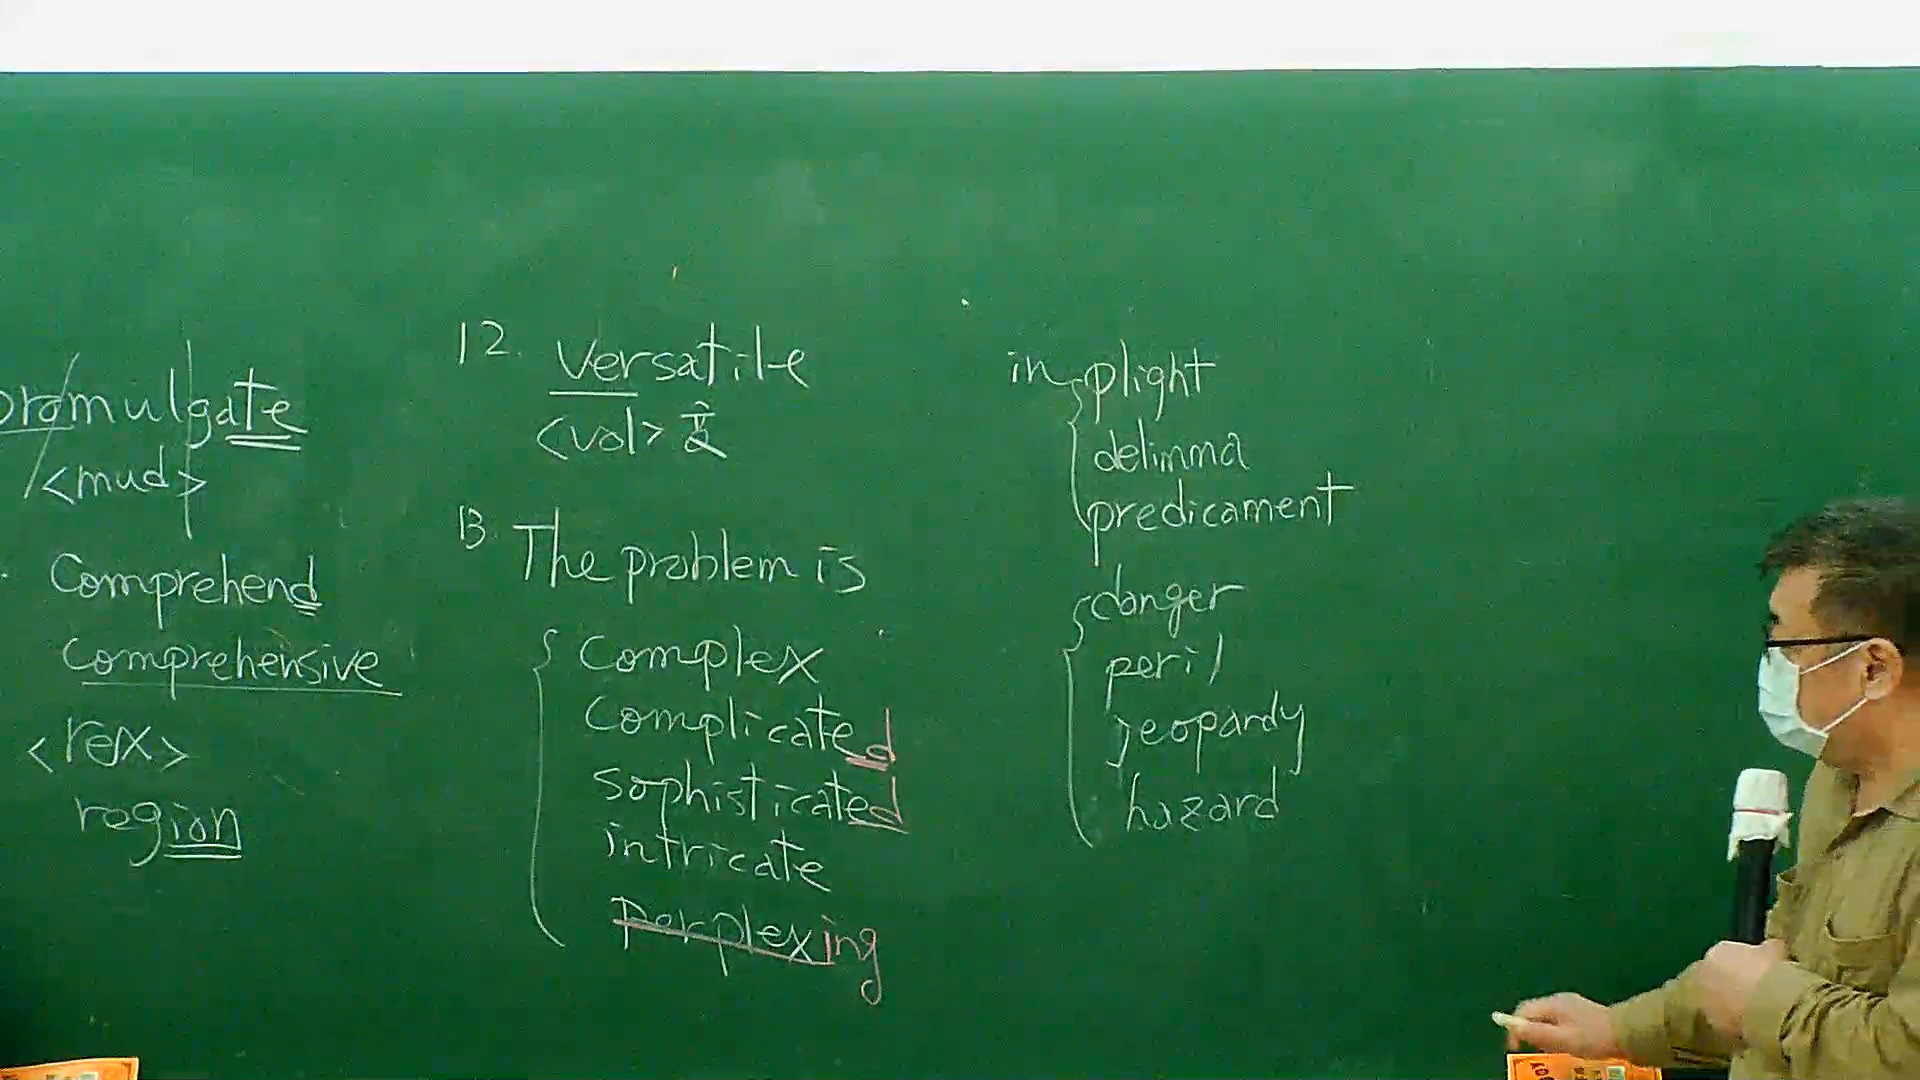 promulgate
<mud>
Comprehend
comprehensive
<rex>
region
12. versatile
<vol>
13. The problem is
complex
complicated
sophisticated
intricate
perplexing
in plight
delimma
predicament
danger
peril
jeopardy
hazard